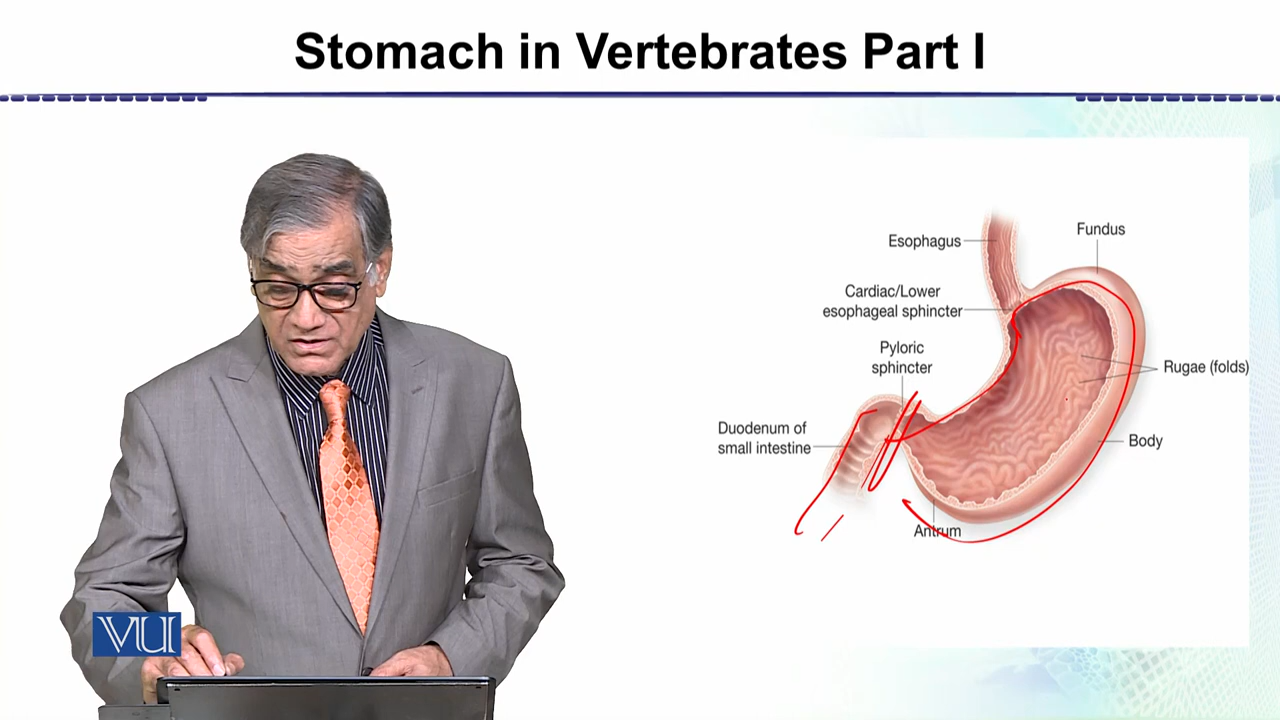 Stomach in Vertebrates Part I
Esophagus
Fundus
Cardiac/Lower
esophageal sphincter
Pyloric
sphincter
Rugae (folds)
Duodenum of
small intestine
Body
Antrum
VU